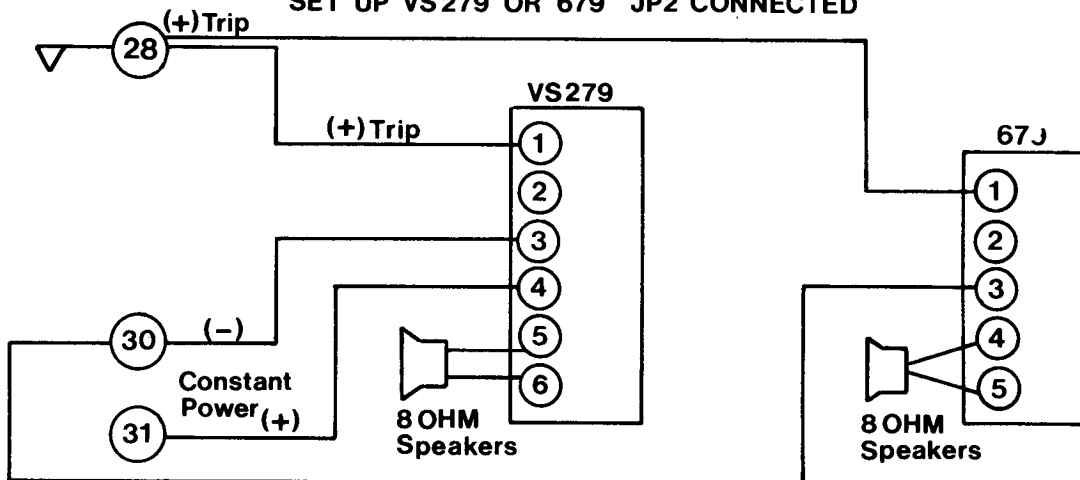 SET UP VS279 OR 679 JP2 CONNECTED
(+) Trip
28
VS279
(+) Trip
1
2
3
4
5
6
67
1
2
3
4
5
30
(-)
Constant
Power (+)
31
8 OHM
Speakers
8 OHM
Speakers